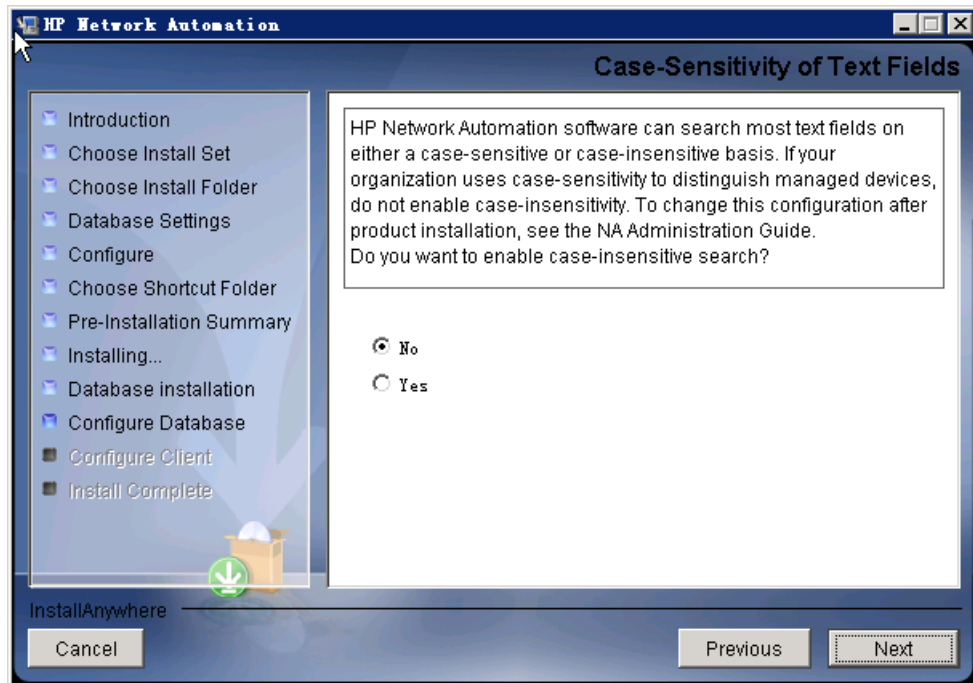 HP Network Automation
Case-Sensitivity of Text Fields
Introduction
Choose Install Set
Choose Install Folder
Database Settings
Configure
Choose Shortcut Folder
Pre-Installation Summary
Installing...
Database installation
Configure Database
Configure Client
Install Complete
HP Network Automation software can search most text fields on
either a case-sensitive or case-insensitive basis. If your
organization uses case-sensitivity to distinguish managed devices,
do not enable case-insensitivity. To change this configuration after
product installation, see the NA Administration Guide.
Do you want to enable case-insensitive search?
No
Yes
InstallAnywhere
Cancel
Previous
Next